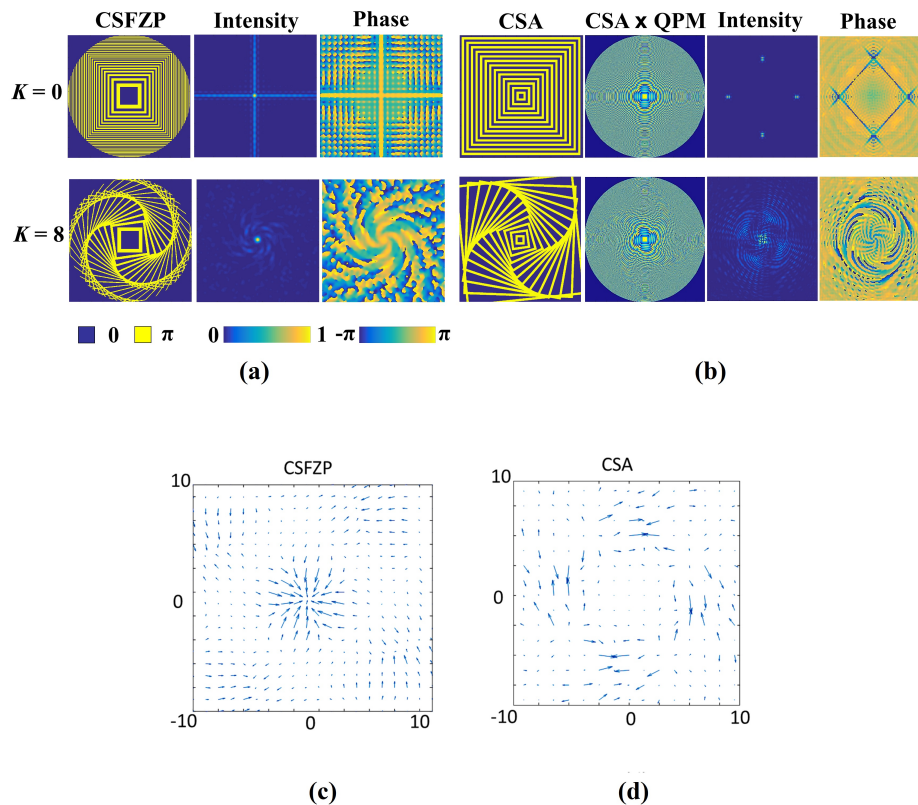 CSFZP Intensity Phase CSA CSA x QPM Intensity Phase
K = 0
K = 8
0 π 0 1 -π π
(a) (b)
CSFZP CSA
10 10
0 0
-10 0 10 -10 0 10
(c) (d)